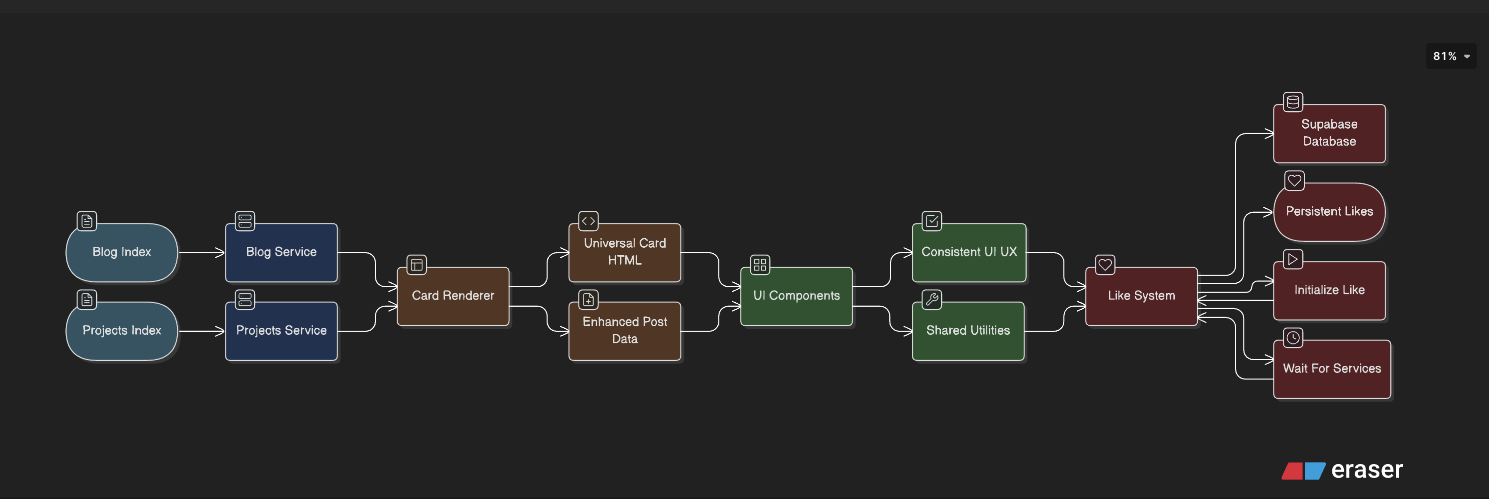 81%
Supabase
Database
Persistent Likes
Blog Index
Blog Service
Universal Card
HTML
Consistent UI UX
Card Renderer
UI Components
Like System
Initialize Like
Projects Index
Projects Service
Enhanced Post
Data
Shared Utilities
Wait For Services
eraser